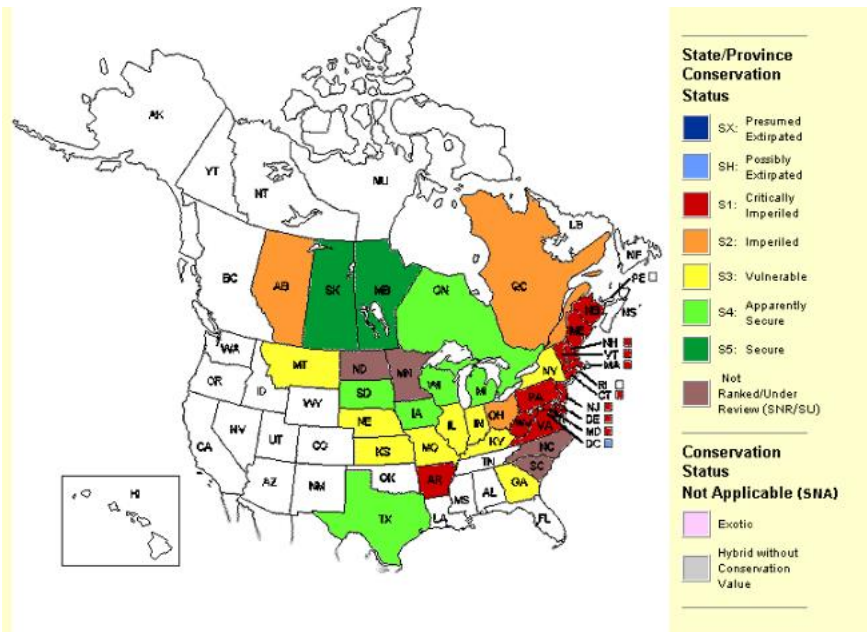 AK
YT
NT
NU
BC
AB
SK
MB
ON
QC
LB
NF
PE
NS
NB
ME
NH
VT
MA
RI
CT
NJ
DE
MD
DC
WA
OR
ID
MT
ND
MN
WY
SD
WI
MI
NY
PA
NV
UT
CO
NE
IA
IL
IN
OH
WV
VA
CA
KS
MO
KY
NC
AZ
NM
OK
AR
TN
SC
TX
LA
MS
AL
GA
FL
HI
State/Province
Conservation
Status
SX: Presumed
Extirpated
SH: Possibly
Extirpated
S1: Critically
Imperiled
S2: Imperiled
S3: Vulnerable
S4: Apparently
Secure
S5: Secure
Not
Ranked/Under
Review (SNR/SU)
Conservation
Status
Not Applicable (SNA)
Exotic
Hybrid without
Conservation
Value